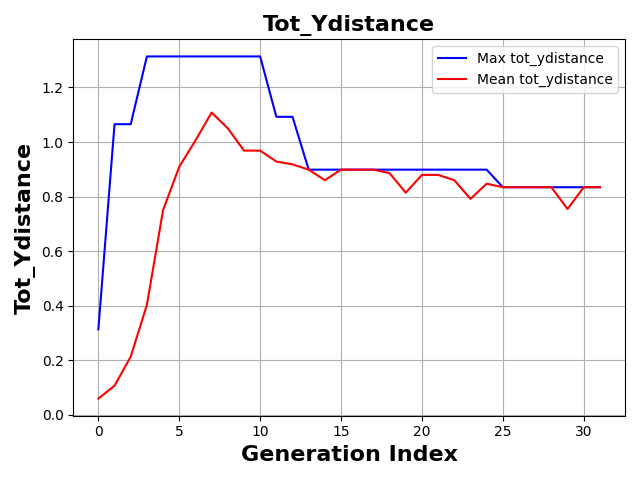 Tot_Ydistance
Max tot_ydistance
Mean tot_ydistance
Tot_Ydistance
1.2
1.0
0.8
0.6
0.4
0.2
0.0
0 5 10 15 20 25 30
Generation Index